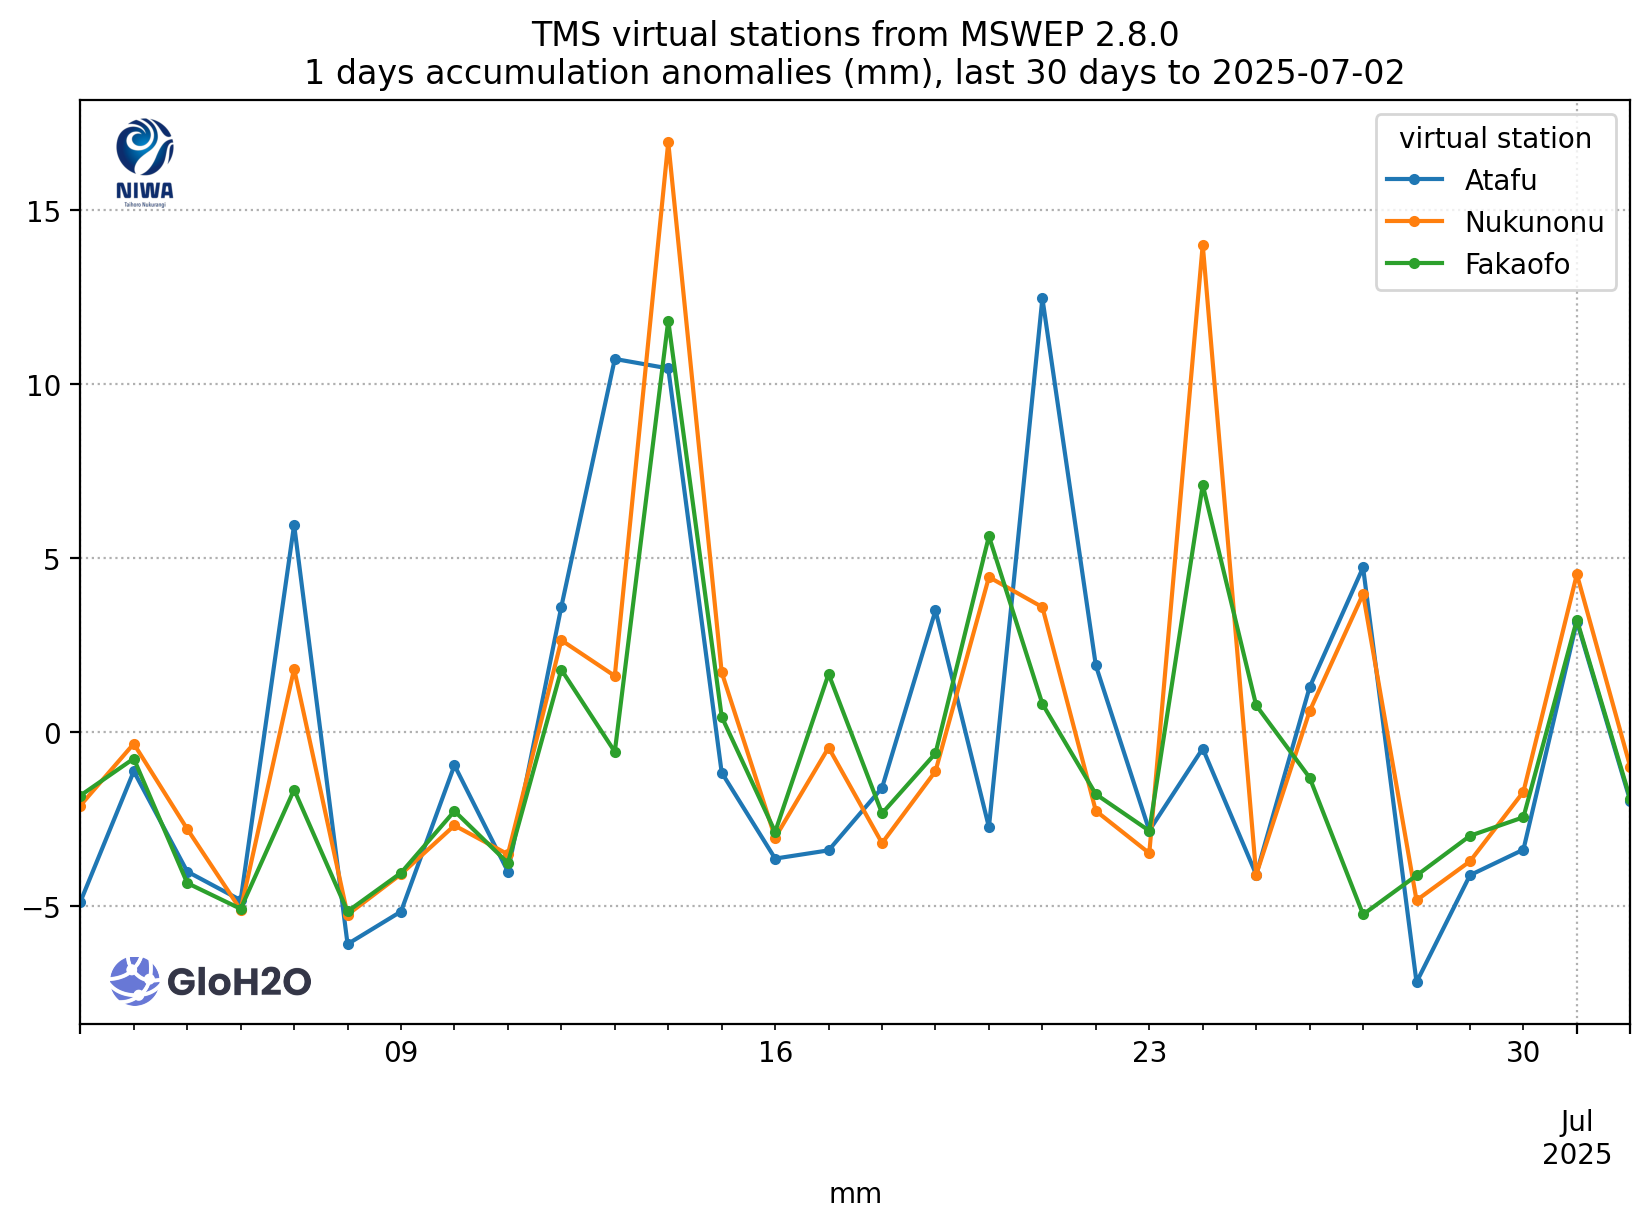 TMS virtual stations from MSWEP 2.8.0
1 days accumulation anomalies (mm), last 30 days to 2025-07-02
NIWA
Taihoro Nukurangi
virtual station
Atafu
Nukunonu
Fakaofo
15
10
5
0
−5
GloH2O
09
16
23
30
Jul
2025
mm